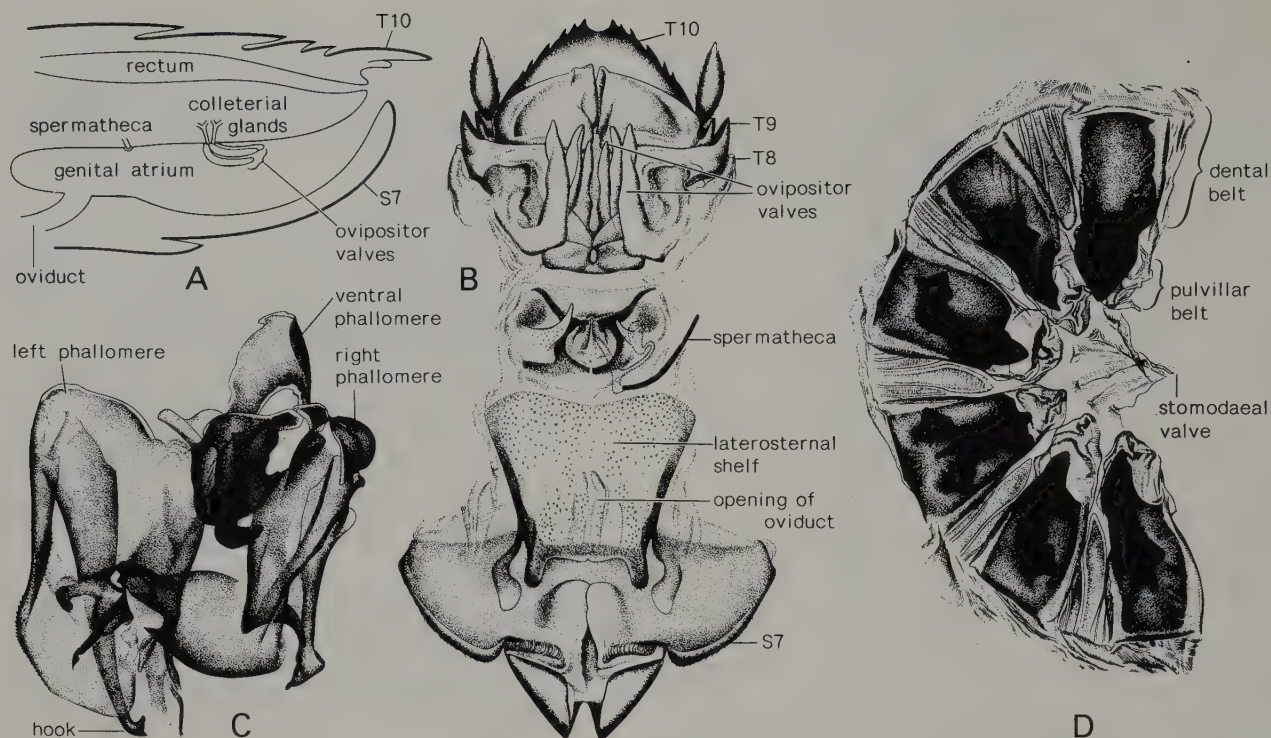 T10
rectum
colleterial
glands
spermatheca
genital atrium
S7
ovipositor
valves
oviduct
A
T10
T9
T8
ovipositor
valves
B
spermatheca
laterosternal
shelf
opening of
oviduct
S7
ventral
phallomere
left phallomere
right
phallomere
hook
C
dental
belt
pulvillar
belt
stomodaeal
valve
D